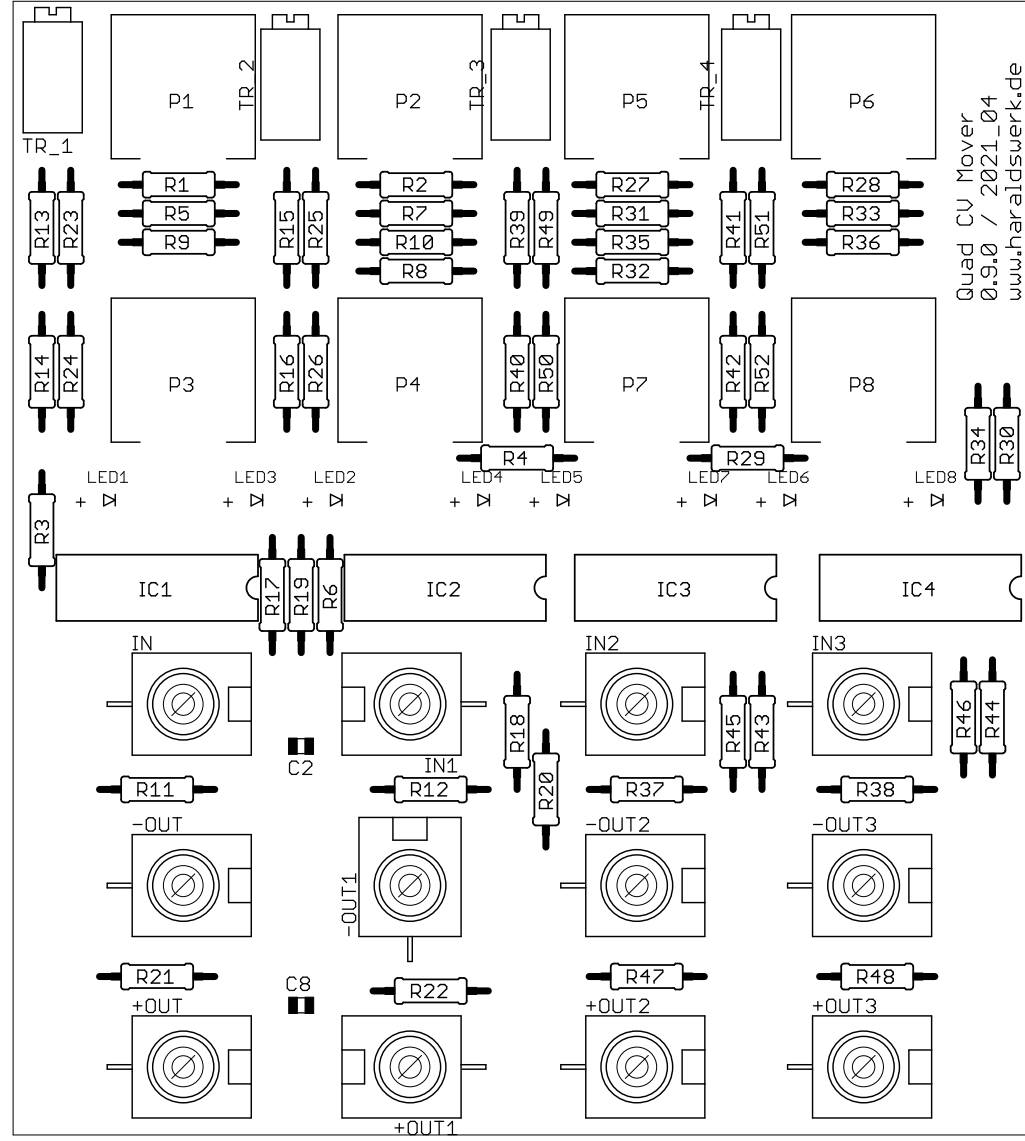 TR_1
P1
TR_2
P2
TR_3
P5
TR_4
P6
Quad CV Mover
0.9.0 / 2021_04
www.haraldswerk.de
R13
R23
R1
R5
R9
R15
R25
R2
R7
R10
R8
R39
R49
R27
R31
R35
R32
R41
R51
R28
R33
R36
R14
R24
P3
R16
R26
P4
R40
R50
P7
R42
R52
P8
R34
R30
R4
R29
LED1
LED3
LED2
LED4
LED5
LED7
LED6
LED8
+
+
+
+
+
+
+
+
R3
IC1
R17
R19
R6
IC2
IC3
IC4
IN
IN2
IN3
R18
R45
R43
R46
R44
C2
IN1
R11
R12
R20
R37
R38
-OUT
-OUT1
-OUT2
-OUT3
R21
C8
R22
R47
R48
+OUT
+OUT2
+OUT3
+OUT1